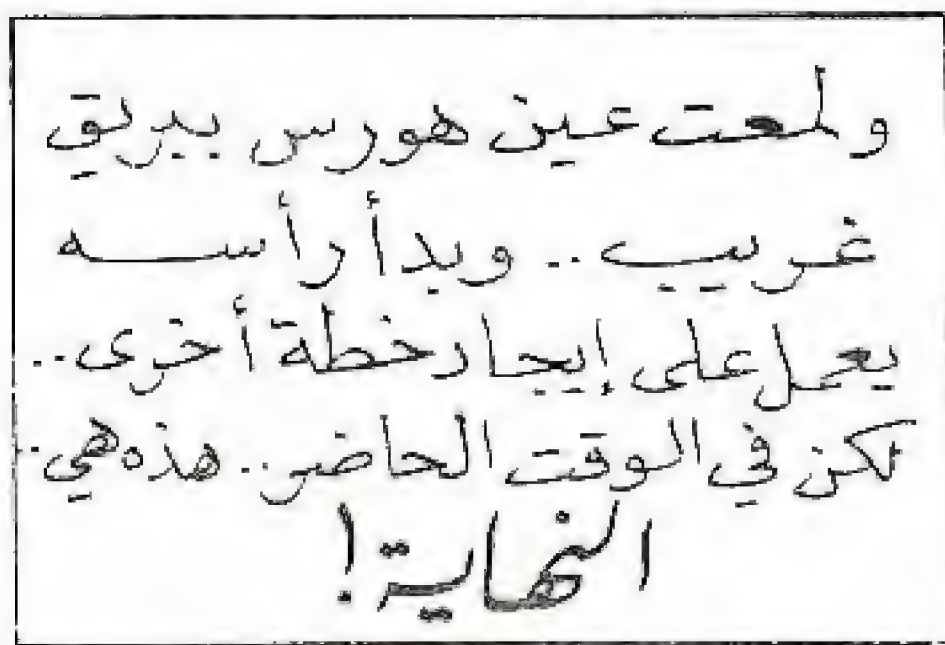 ولمعت عين هورس ببريق
غريب .. وبدأ رأسه
يعمل على إيجاد خطة أخرى ..
لكن في الوقت الحاضر .. هذه هي ..
النهاية !